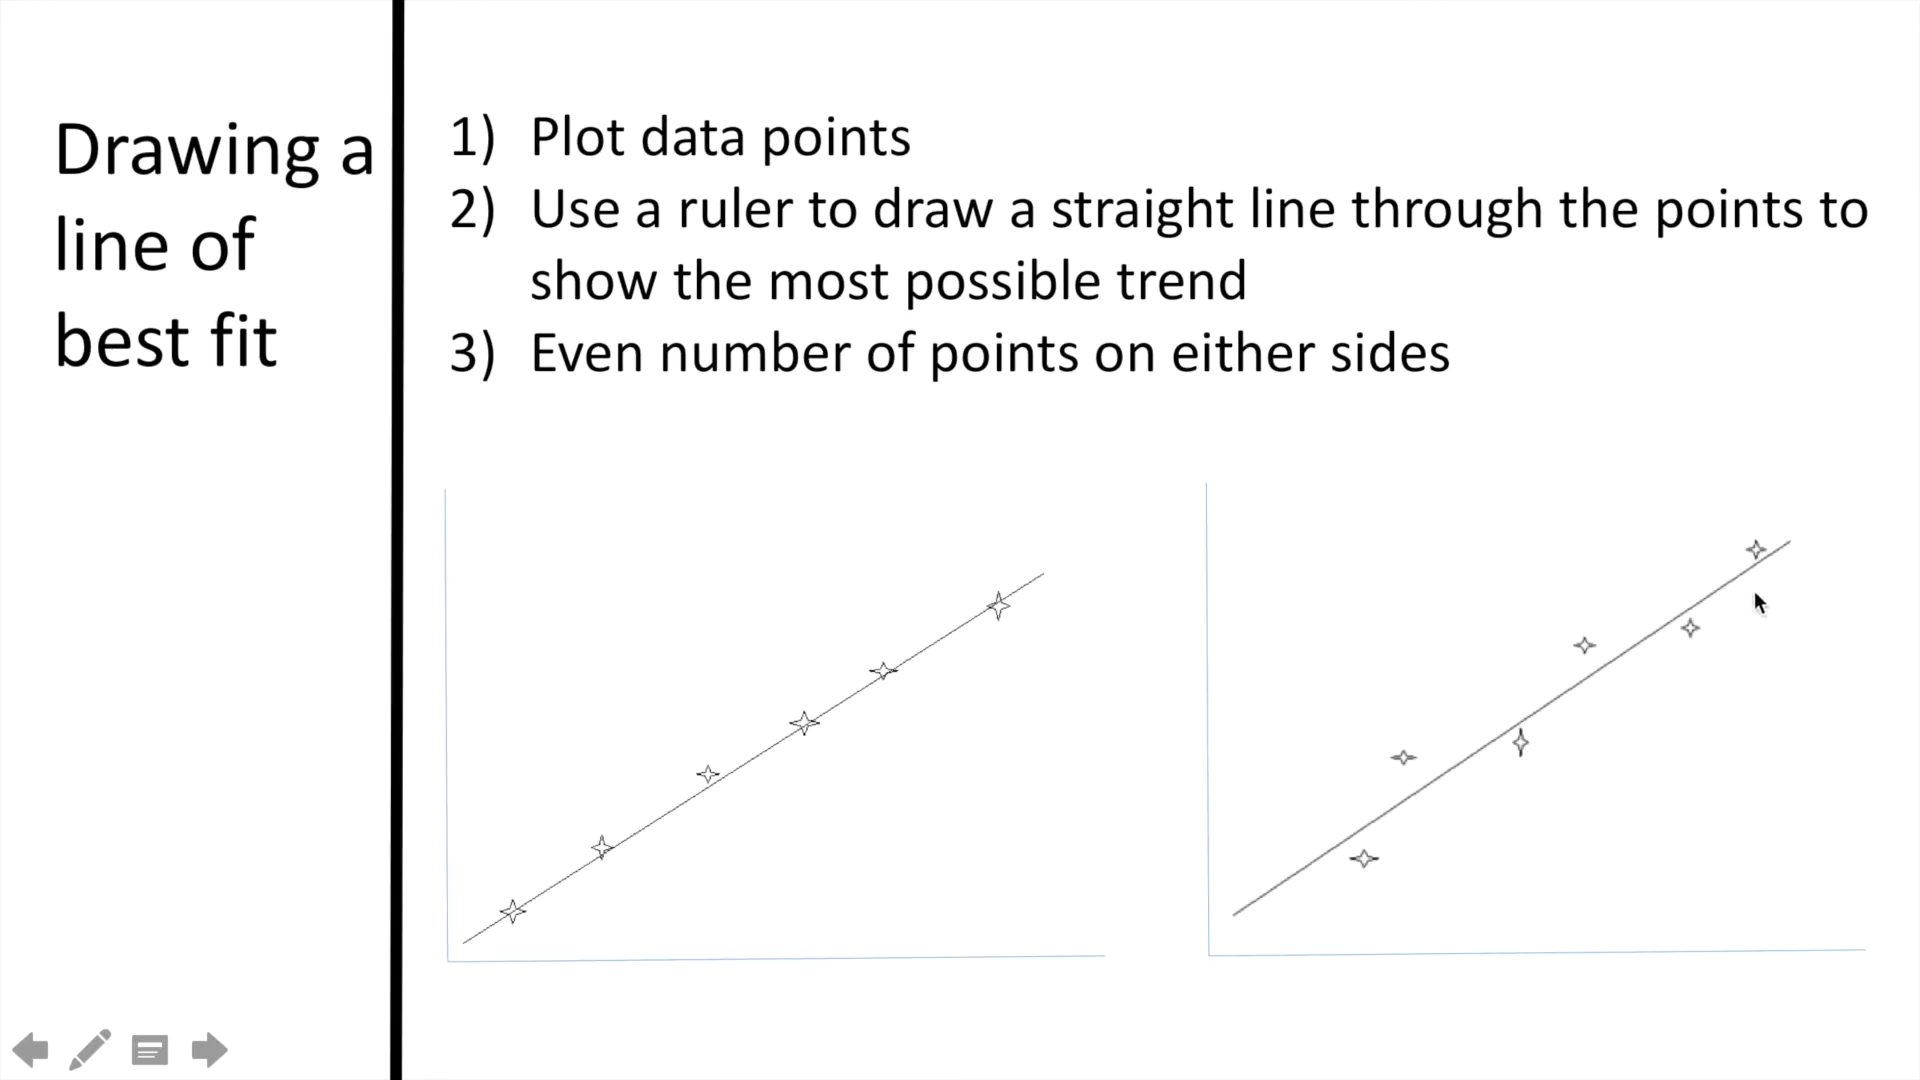 Drawing a
line of
best fit
1) Plot data points
2) Use a ruler to draw a straight line through the points to
show the most possible trend
3) Even number of points on either sides